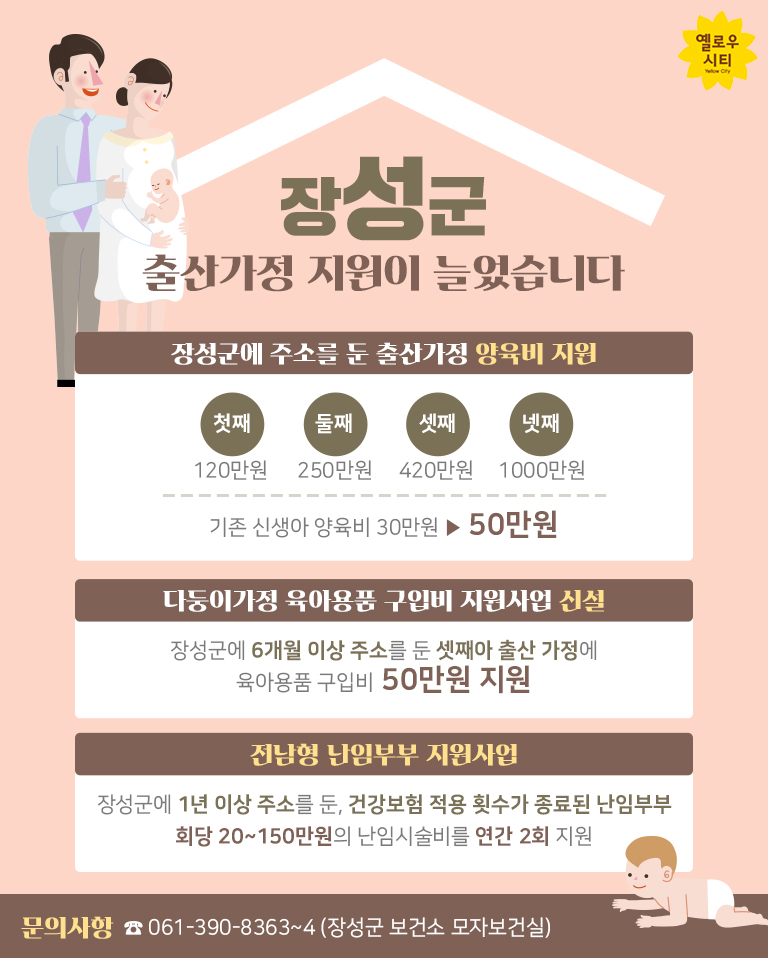 옐로우
시티
Yellow City
장성군
출산가정 지원이 늘었습니다
장성군에 주소를 둔 출산가정 양육비 지원
첫째 둘째 셋째 넷째
120만원 250만원 420만원 1000만원
기존 신생아 양육비 30만원 ▶ 50만원
다둥이가정 육아용품 구입비 지원사업 신설
장성군에 6개월 이상 주소를 둔 셋째아 출산 가정에
육아용품 구입비 50만원 지원
전남형 난임부부 지원사업
장성군에 1년 이상 주소를 둔, 건강보험 적용 횟수가 종료된 난임부부
회당 20~150만원의 난임시술비를 연간 2회 지원
문의사항 ☎ 061-390-8363~4 (장성군 보건소 모자보건실)